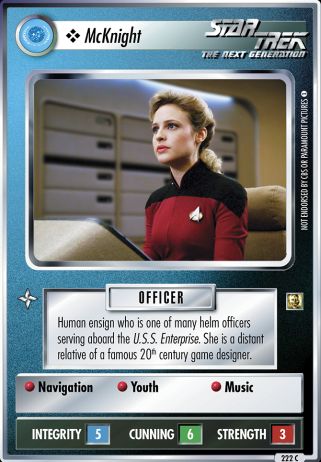 ❖ McKnight
STAR TREK
THE NEXT GENERATION
NOT ENDORSED BY CBS OR PARAMOUNT PICTURES
OFFICER
Human ensign who is one of many helm officers
serving aboard the U.S.S. Enterprise. She is a distant
relative of a famous 20th century game designer.
Navigation Youth Music
INTEGRITY 5 CUNNING 6 STRENGTH 3
222 C